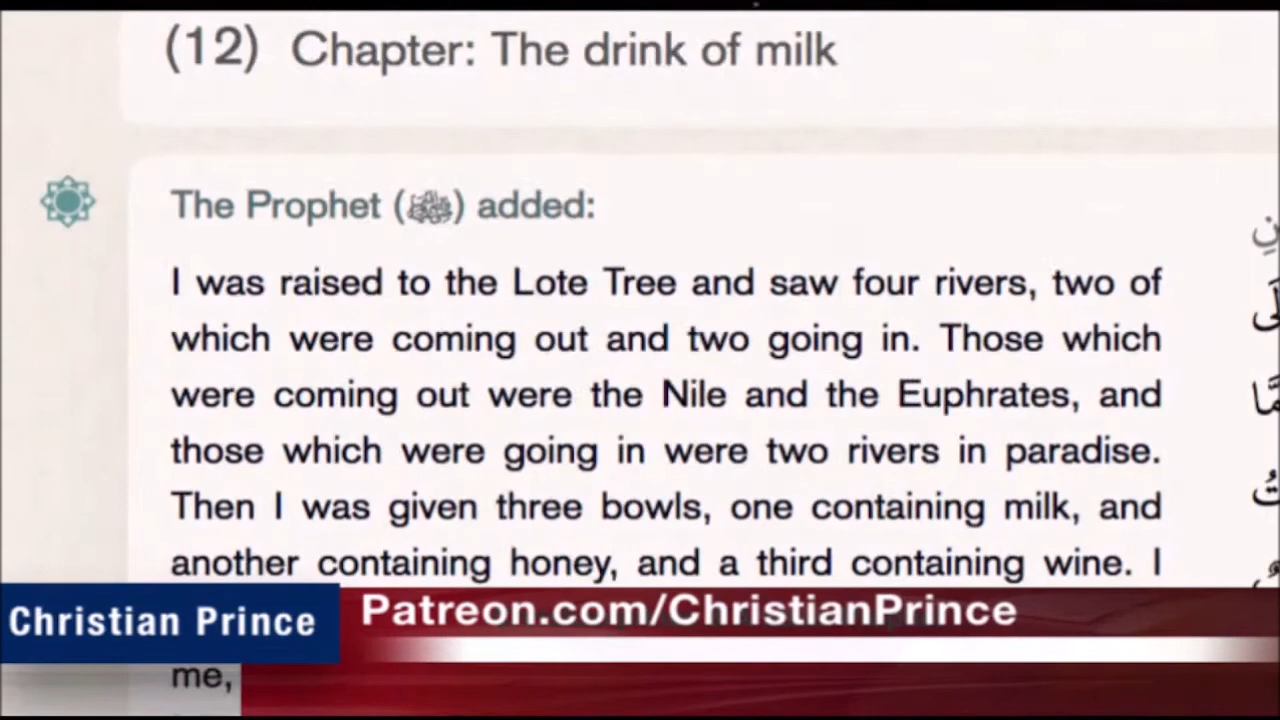 (12) Chapter: The drink of milk
The Prophet (ﷺ) added:
I was raised to the Lote Tree and saw four rivers, two of
which were coming out and two going in. Those which
were coming out were the Nile and the Euphrates, and
those which were going in were two rivers in paradise.
Then I was given three bowls, one containing milk, and
another containing honey, and a third containing wine. I
Christian Prince
Patreon.com/ChristianPrince
me,